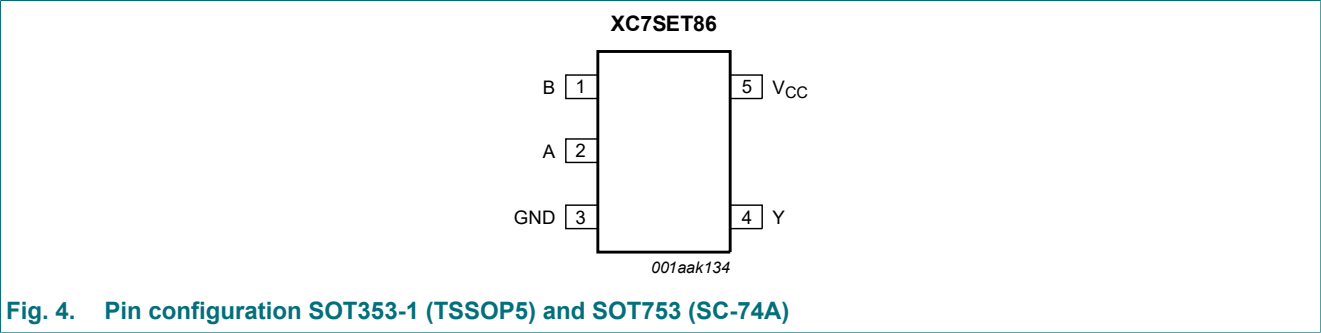 XC7SET86
B 1
5 VCC
A 2
GND 3
4 Y
001aak134
Fig. 4. Pin configuration SOT353-1 (TSSOP5) and SOT753 (SC-74A)